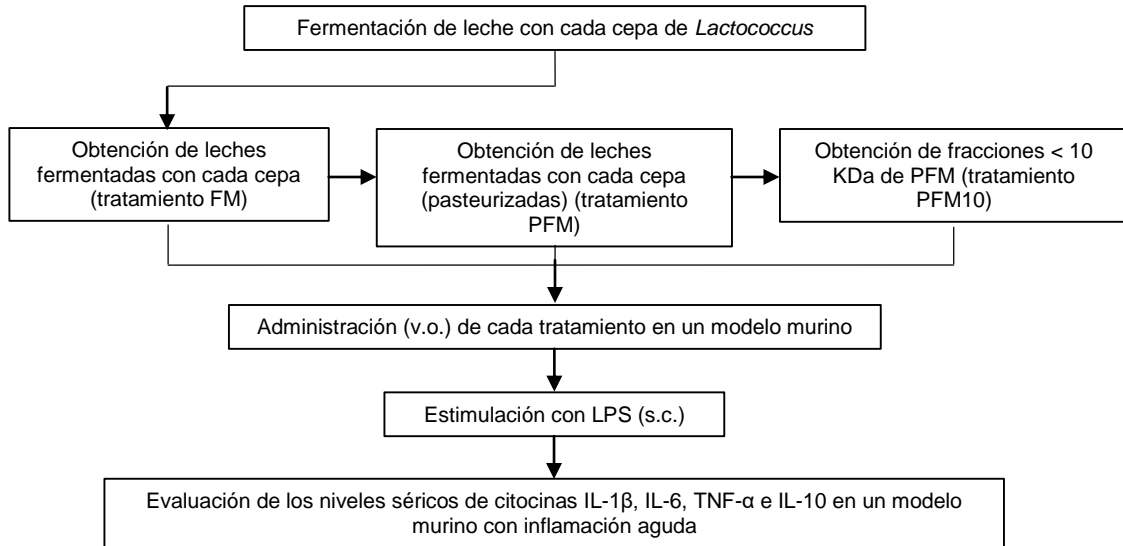 Fermentación de leche con cada cepa de Lactococcus
Obtención de leches
fermentadas con cada cepa
(tratamiento FM)
Obtención de leches
fermentadas con cada cepa
(pasteurizadas) (tratamiento
PFM)
Obtención de fracciones < 10
KDa de PFM (tratamiento
PFM10)
Administración (v.o.) de cada tratamiento en un modelo murino
Estimulación con LPS (s.c.)
Evaluación de los niveles séricos de citocinas IL-1β, IL-6, TNF-α e IL-10 en un modelo
murino con inflamación aguda